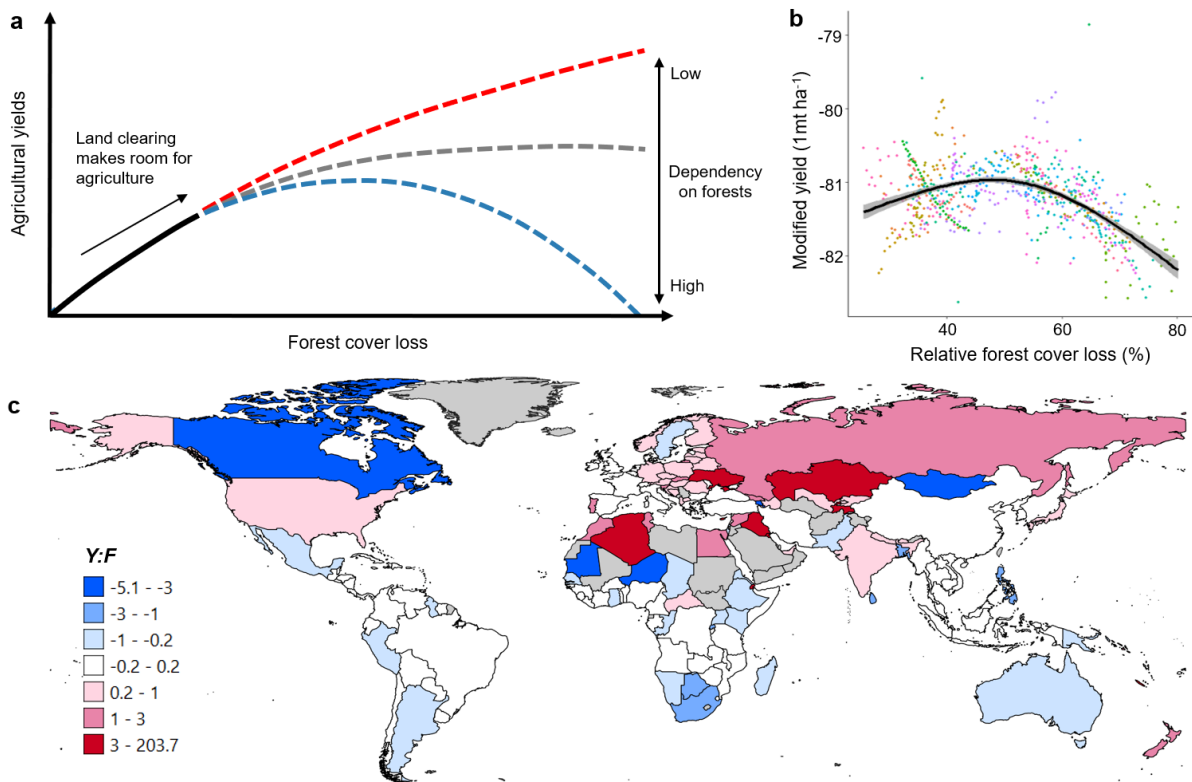 a
Agricultural yields
Land clearing
makes room for
agriculture
Low
Dependency
on forests
High
Forest cover loss
b
Modified yield (1mt ha⁻¹)
-79
-80
-81
-82
40
60
80
Relative forest cover loss (%)
c
Y:F
-5.1 - -3
-3 - -1
-1 - -0.2
-0.2 - 0.2
0.2 - 1
1 - 3
3 - 203.7